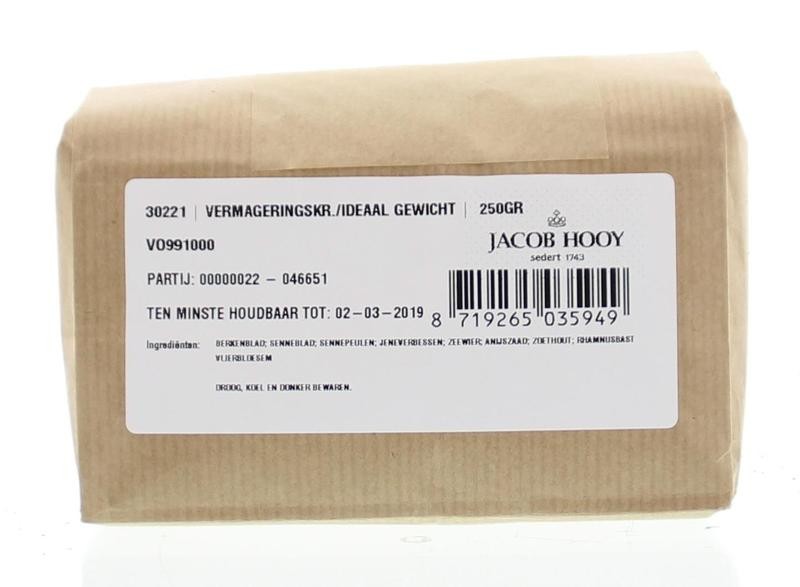 30221 | VERMAGERINGSKR./IDEAAL GEWICHT | 250GR
VO991000
JACOB HOOY
sedert 1743
PARTIJ: 00000022 – 046651
TEN MINSTE HOUDBAAR TOT: 02–03–2019
8 719265 035949
Ingrediënten: BERKENBLAD; SENNEBLAD; SENNEPEULEN; JENEVERBESSEN; ZEEWIER; ANIJSZAAD; ZOETHOUT; RHAMNUSBAST
VLIERBLOESEM
DROOG, KOEL EN DONKER BEWAREN.